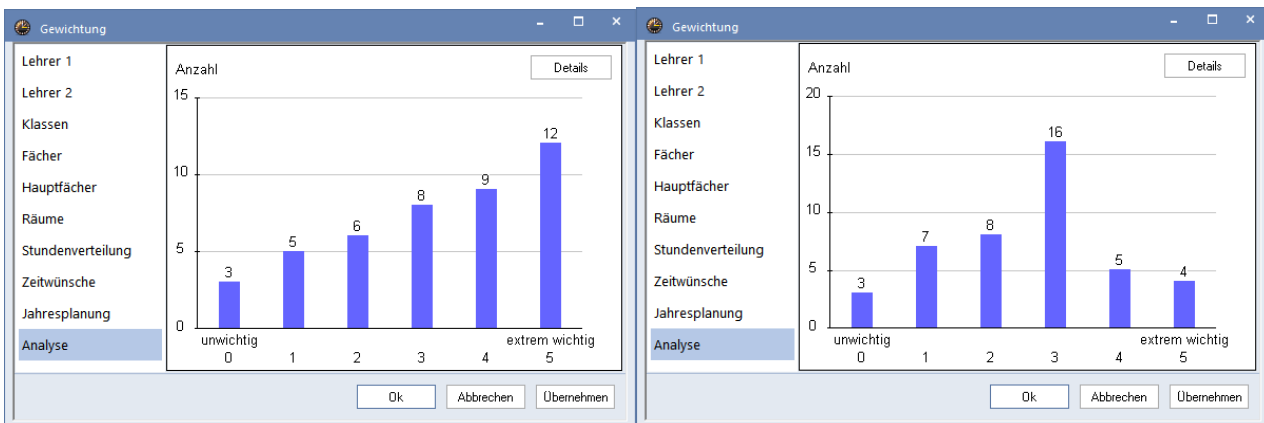 Gewichtung
Lehrer 1
Lehrer 2
Klassen
Fächer
Hauptfächer
Räume
Stundenverteilung
Zeitwünsche
Jahresplanung
Analyse
Anzahl
Details
15
10
5
0
3
5
6
8
9
12
unwichtig extrem wichtig
0 1 2 3 4 5
Ok Abbrechen Übernehmen
Gewichtung
Lehrer 1
Lehrer 2
Klassen
Fächer
Hauptfächer
Räume
Stundenverteilung
Zeitwünsche
Jahresplanung
Analyse
Anzahl
Details
20
15
10
5
0
3
7
8
16
5
4
unwichtig extrem wichtig
0 1 2 3 4 5
Ok Abbrechen Übernehmen